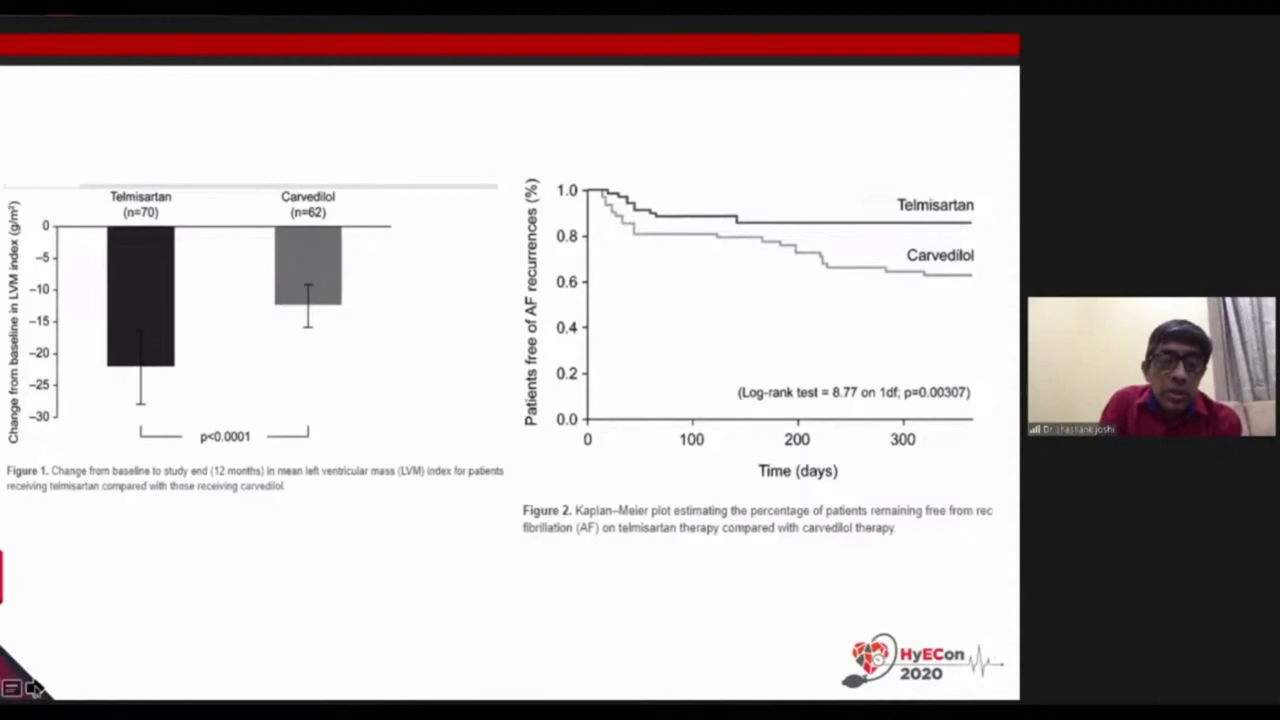 Telmisartan
(n=70)
Carvedilol
(n=62)
Change from baseline in LVM index (g/m²)
0
–5
–10
–15
–20
–25
–30
p<0.0001
Figure 1. Change from baseline to study end (12 months) in mean left ventricular mass (LVM) index for patients
receiving telmisartan compared with those receiving carvedilol.
Patients free of AF recurrences (%)
1.0
0.8
0.6
0.4
0.2
0.0
Telmisartan
Carvedilol
(Log-rank test = 8.77 on 1df; p=0.00307)
0
100
200
300
Time (days)
Figure 2. Kaplan–Meier plot estimating the percentage of patients remaining free from rec
fibrillation (AF) on telmisartan therapy compared with carvedilol therapy
Dr shashank joshi
HyECon
2020